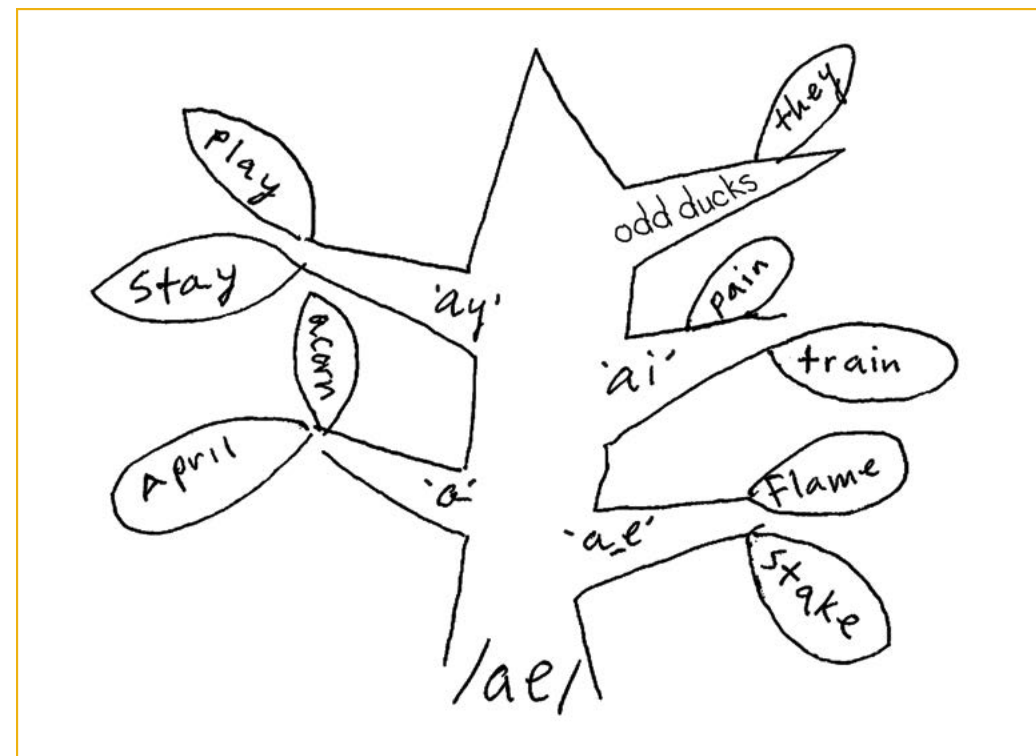 they
play
odd ducks
stay
'ay'
pain
acorn
'ai'
train
April
'a'
Flame
'a_e'
stake
/ae/